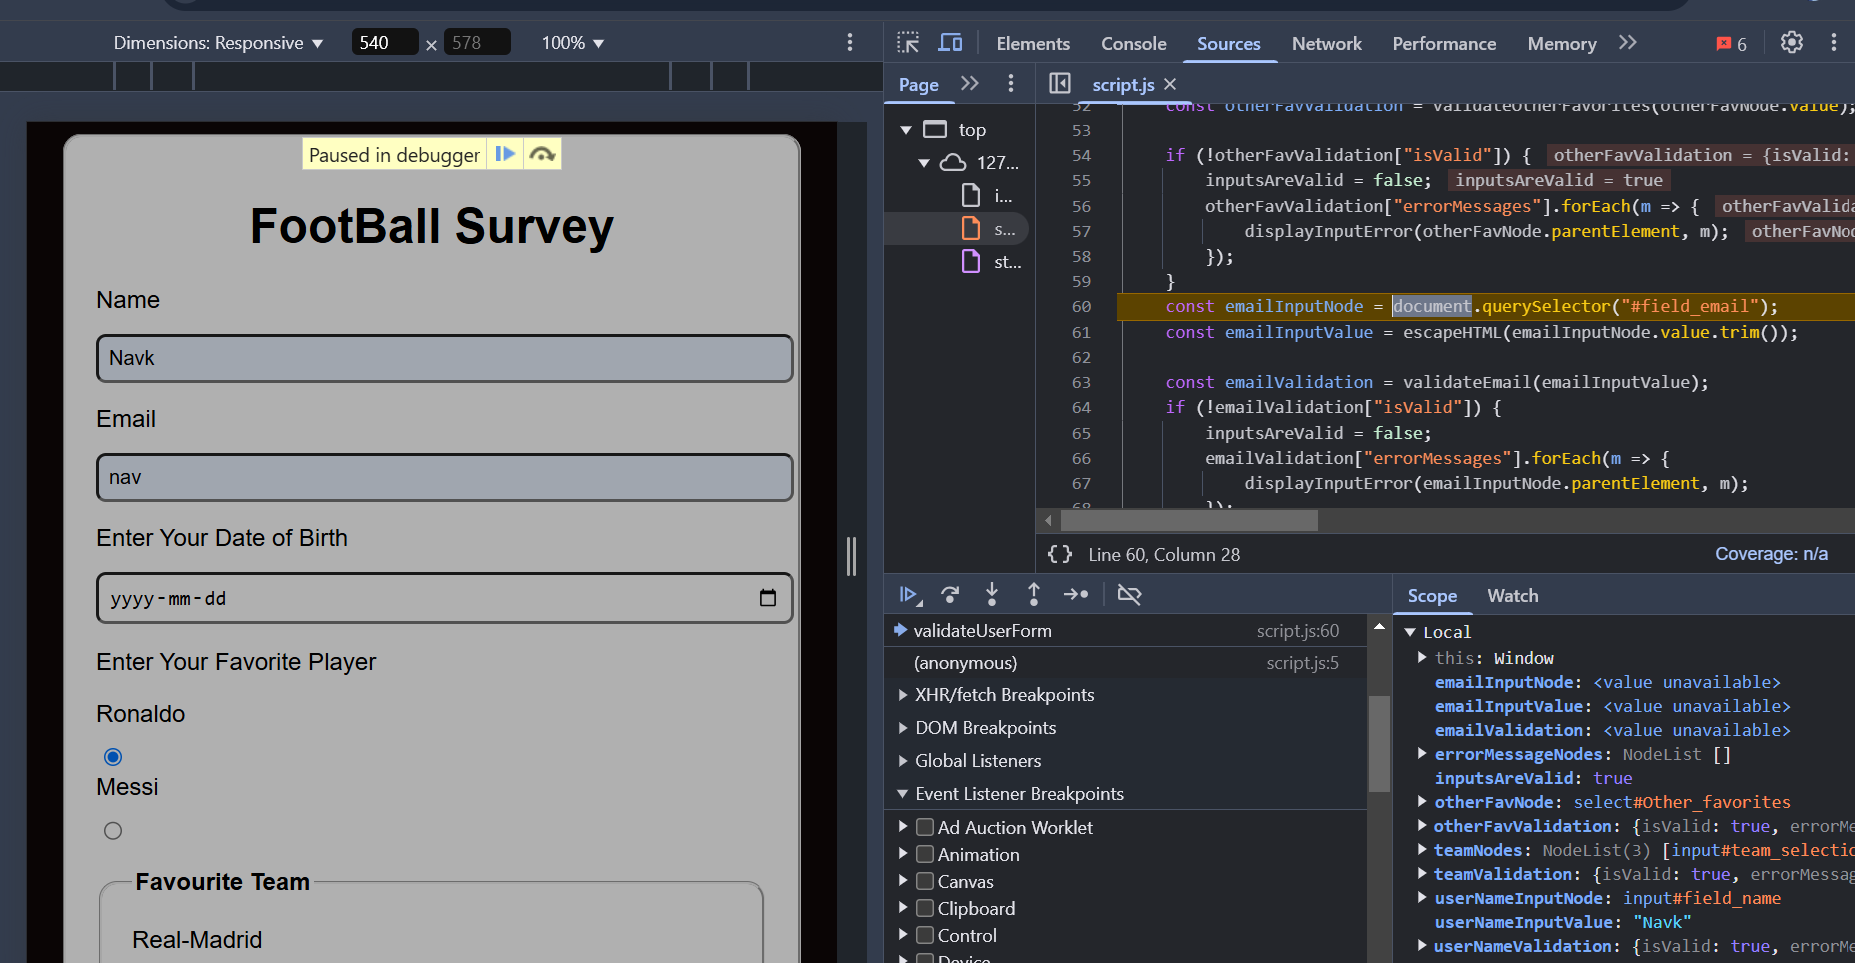 Dimensions: Responsive ▼ 540 × 578 100% ▼
Elements Console Sources Network Performance Memory 6
Page
script.js ×
Paused in debugger
FootBall Survey
Name
Navk
Email
nav
Enter Your Date of Birth
yyyy-mm-dd
Enter Your Favorite Player
Ronaldo
Messi
Favourite Team
Real-Madrid
top
127...
i...
s...
st...
52 const otherFavValidation = validateOtherFavorites(otherFavNode.value);
53
54 if (!otherFavValidation["isValid"]) { otherFavValidation = {isValid:
55 inputsAreValid = false; inputsAreValid = true
56 otherFavValidation["errorMessages"].forEach(m => { otherFavValida
57 displayInputError(otherFavNode.parentElement, m); otherFavNo
58 });
59 }
60 const emailInputNode = document.querySelector("#field_email");
61 const emailInputValue = escapeHTML(emailInputNode.value.trim());
62
63 const emailValidation = validateEmail(emailInputValue);
64 if (!emailValidation["isValid"]) {
65 inputsAreValid = false;
66 emailValidation["errorMessages"].forEach(m => {
67 displayInputError(emailInputNode.parentElement, m);
68 });
{} Line 60, Column 28 Coverage: n/a
validateUserForm script.js:60
(anonymous) script.js:5
XHR/fetch Breakpoints
DOM Breakpoints
Global Listeners
Event Listener Breakpoints
Ad Auction Worklet
Animation
Canvas
Clipboard
Control
Device
Scope Watch
Local
this: Window
emailInputNode: <value unavailable>
emailInputValue: <value unavailable>
emailValidation: <value unavailable>
errorMessageNodes: NodeList []
inputsAreValid: true
otherFavNode: select#Other_favorites
otherFavValidation: {isValid: true, errorMe
teamNodes: NodeList(3) [input#team_selectio
teamValidation: {isValid: true, errorMessag
userNameInputNode: input#field_name
userNameInputValue: "Navk"
userNameValidation: {isValid: true, errorMe